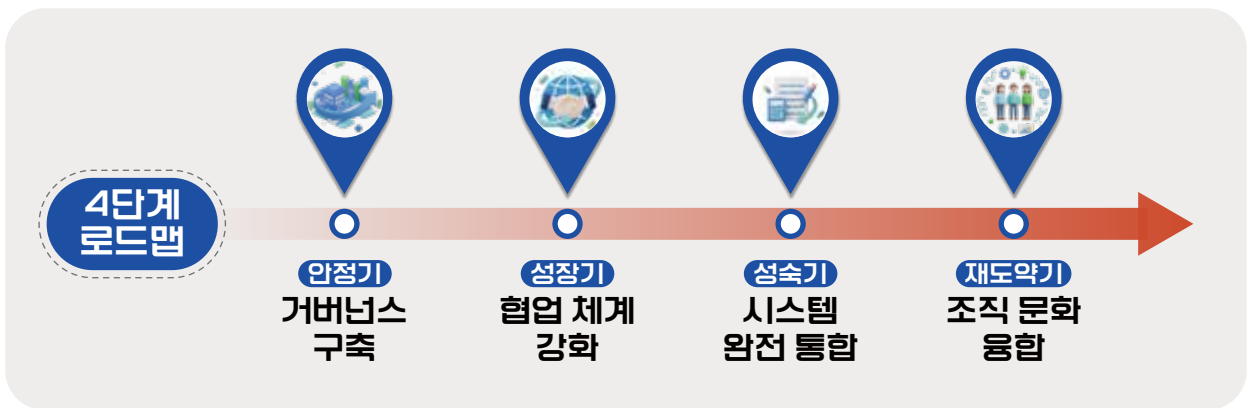 4단계
로드맵
안정기
거버넌스
구축
성장기
협업 체계
강화
성숙기
시스템
완전 통합
재도약기
조직 문화
융합